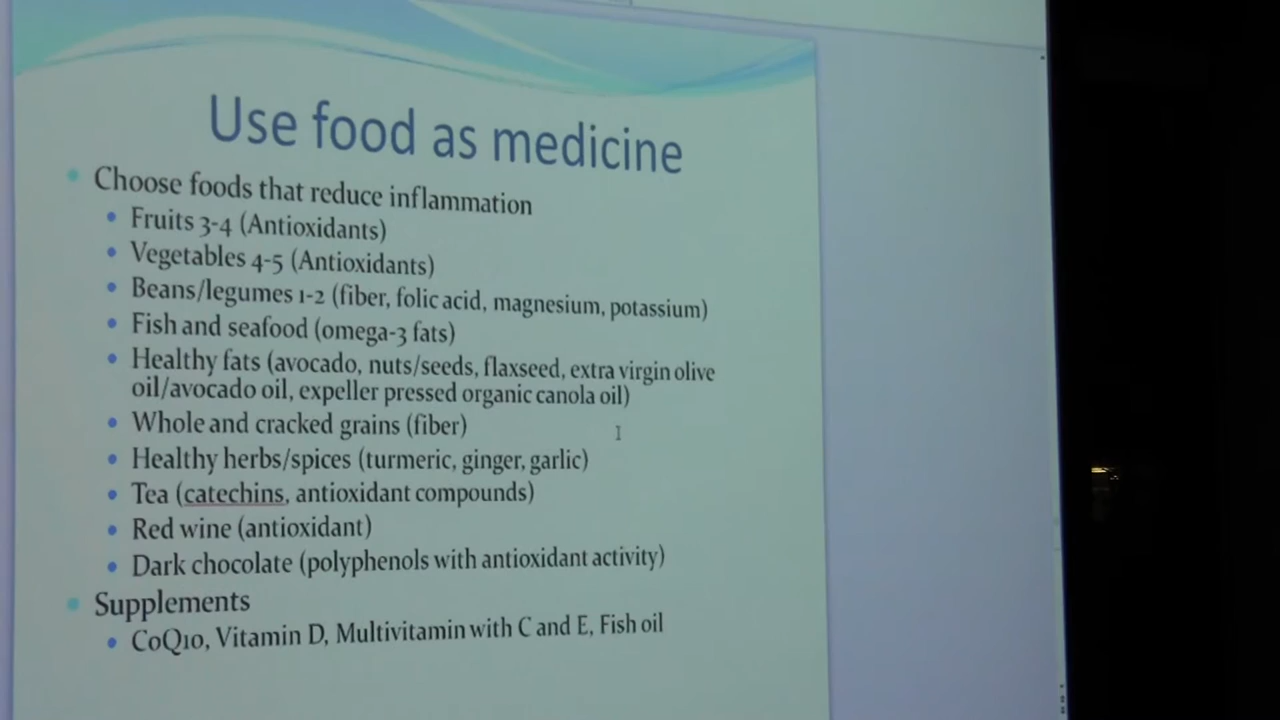 Use food as medicine
Choose foods that reduce inflammation
Fruits 3-4 (Antioxidants)
Vegetables 4-5 (Antioxidants)
Beans/legumes 1-2 (fiber, folic acid, magnesium, potassium)
Fish and seafood (omega-3 fats)
Healthy fats (avocado, nuts/seeds, flaxseed, extra virgin olive
oil/avocado oil, expeller pressed organic canola oil)
Whole and cracked grains (fiber)
Healthy herbs/spices (turmeric, ginger, garlic)
Tea (catechins, antioxidant compounds)
Red wine (antioxidant)
Dark chocolate (polyphenols with antioxidant activity)
Supplements
CoQ10, Vitamin D, Multivitamin with C and E, Fish oil